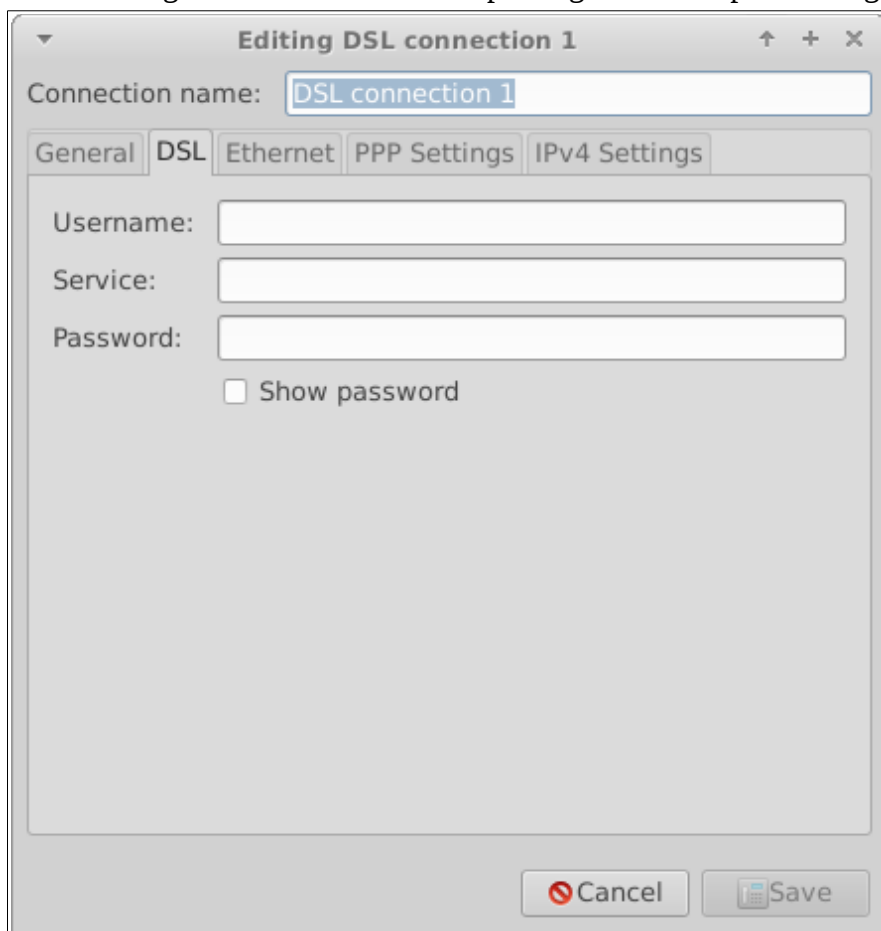 Editing DSL connection 1
Connection name: DSL connection 1
General DSL Ethernet PPP Settings IPv4 Settings
Username:
Service:
Password:
Show password
Cancel Save